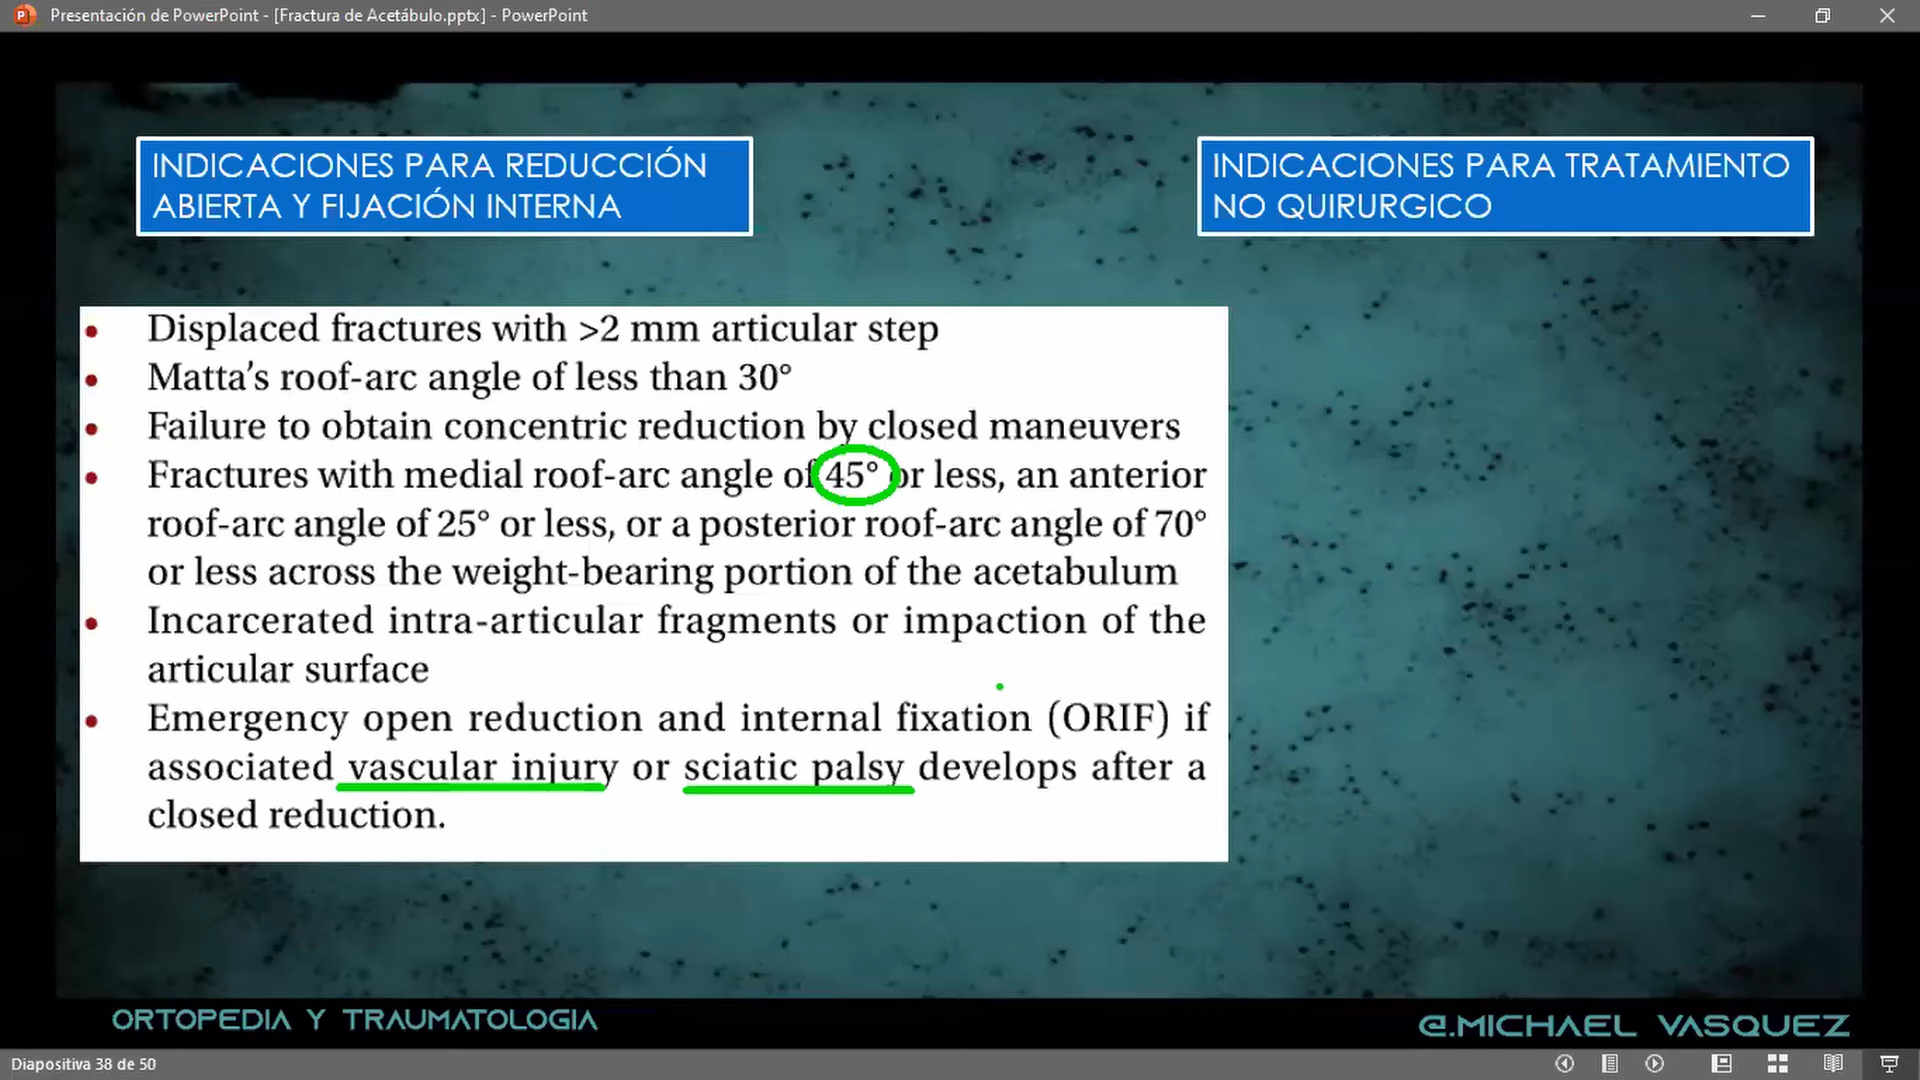 Presentación de PowerPoint - [Fractura de Acetábulo.pptx] - PowerPoint
INDICACIONES PARA REDUCCIÓN
ABIERTA Y FIJACIÓN INTERNA
INDICACIONES PARA TRATAMIENTO
NO QUIRURGICO
• Displaced fractures with >2 mm articular step
• Matta’s roof-arc angle of less than 30°
• Failure to obtain concentric reduction by closed maneuvers
• Fractures with medial roof-arc angle of 45° or less, an anterior
roof-arc angle of 25° or less, or a posterior roof-arc angle of 70°
or less across the weight-bearing portion of the acetabulum
• Incarcerated intra-articular fragments or impaction of the
articular surface
• Emergency open reduction and internal fixation (ORIF) if
associated vascular injury or sciatic palsy develops after a
closed reduction.
ORTOPEDIA Y TRAUMATOLOGIA
@.MICHAEL VASQUEZ
Diapositiva 38 de 50